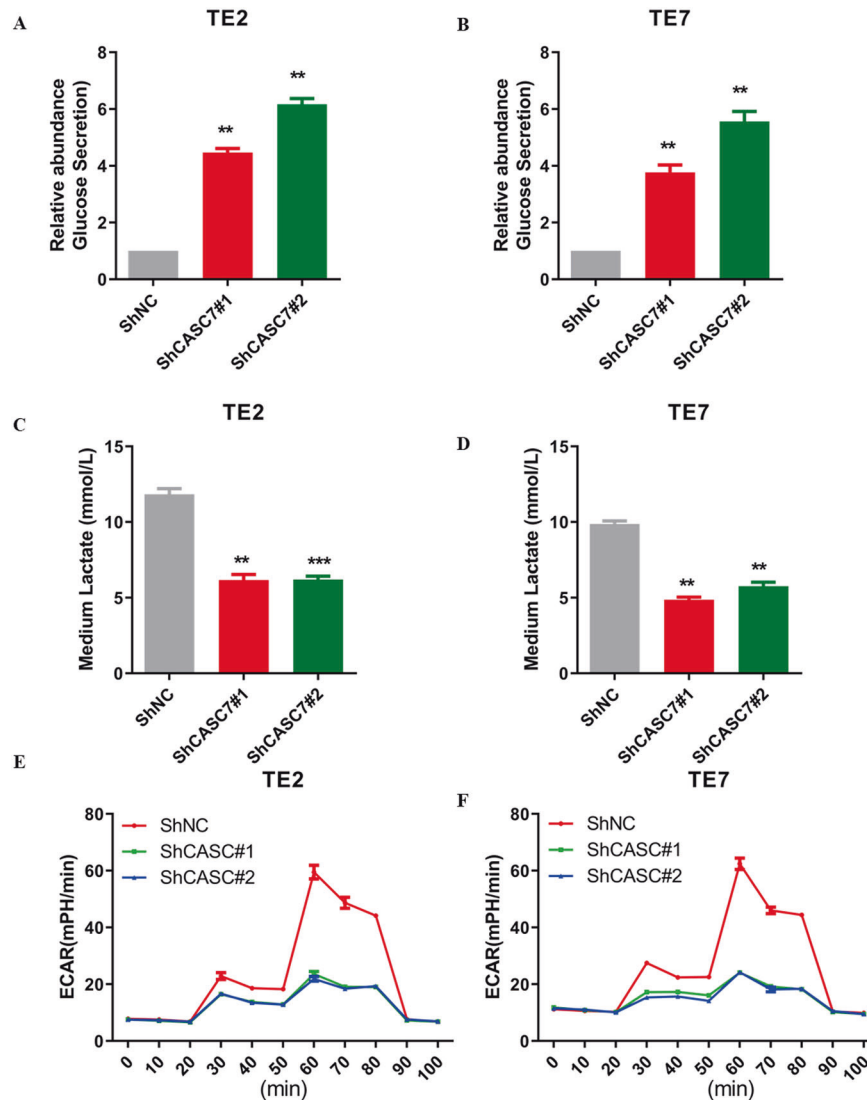 A
TE2
Relative abundance
Glucose Secretion)
8
6
4
2
0
**
**
ShNC
ShCASC7#1
ShCASC7#2
B
TE7
Relative abundance
Glucose Secretion)
8
6
4
2
0
**
**
ShNC
ShCASC7#1
ShCASC7#2
C
TE2
Medium Lactate (mmol/L)
15
10
5
0
**
***
ShNC
ShCASC7#1
ShCASC7#2
D
TE7
Medium Lactate (mmol/L)
15
10
5
0
**
**
ShNC
ShCASC7#1
ShCASC7#2
E
TE2
ECAR(mPH/min)
80
60
40
20
0
ShNC
ShCASC#1
ShCASC#2
0 10 20 30 40 50 60 70 80 90 100
(min)
F
TE7
ECAR(mPH/min)
80
60
40
20
0
ShNC
ShCASC#1
ShCASC#2
0 10 20 30 40 50 60 70 80 90 100
(min)